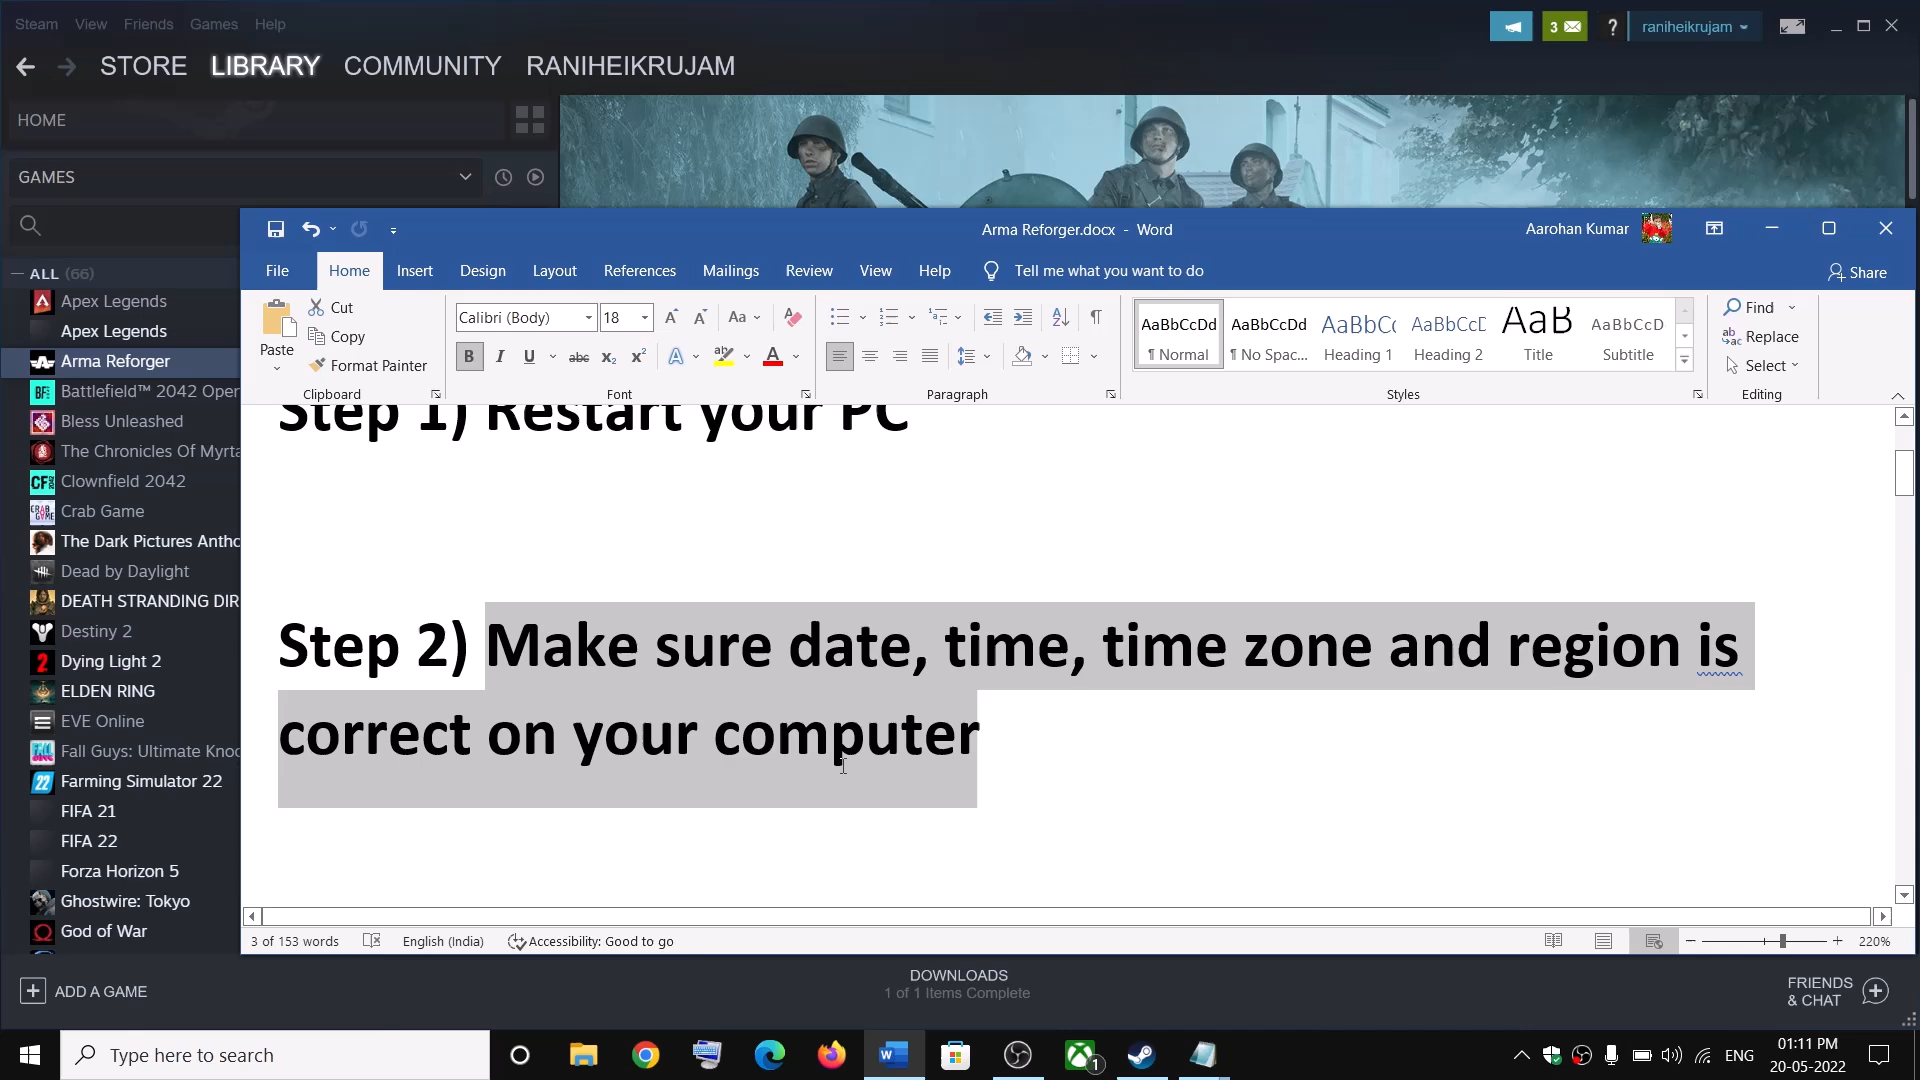 Steam View Friends Games Help
3 ? raniheikrujam
STORE LIBRARY COMMUNITY RANIHEIKRUJAM
HOME
GAMES
ALL (66)
Apex Legends
Apex Legends
Arma Reforger
Battlefield™ 2042 Oper
Bless Unleashed
The Chronicles Of Myrta
Clownfield 2042
Crab Game
The Dark Pictures Antho
Dead by Daylight
DEATH STRANDING DIR
Destiny 2
Dying Light 2
ELDEN RING
EVE Online
Fall Guys: Ultimate Knoc
Farming Simulator 22
FIFA 21
FIFA 22
Forza Horizon 5
Ghostwire: Tokyo
God of War
Arma Reforger.docx - Word
Aarohan Kumar
File Home Insert Design Layout References Mailings Review View Help Tell me what you want to do
Share
Paste
Cut
Copy
Format Painter
Clipboard
Calibri (Body) 18
Font
Paragraph
AaBbCcDd AaBbCcDd AaBbCc AaBbCcD AaB AaBbCcD
¶ Normal ¶ No Spac... Heading 1 Heading 2 Title Subtitle
Styles
Find
Replace
Select
Editing
Step 1) Restart your PC
Step 2) Make sure date, time, time zone and region is
correct on your computer
3 of 153 words English (India) Accessibility: Good to go 220%
ADD A GAME
DOWNLOADS
1 of 1 Items Complete
FRIENDS
& CHAT
Type here to search
1
ENG
01:11 PM
20-05-2022